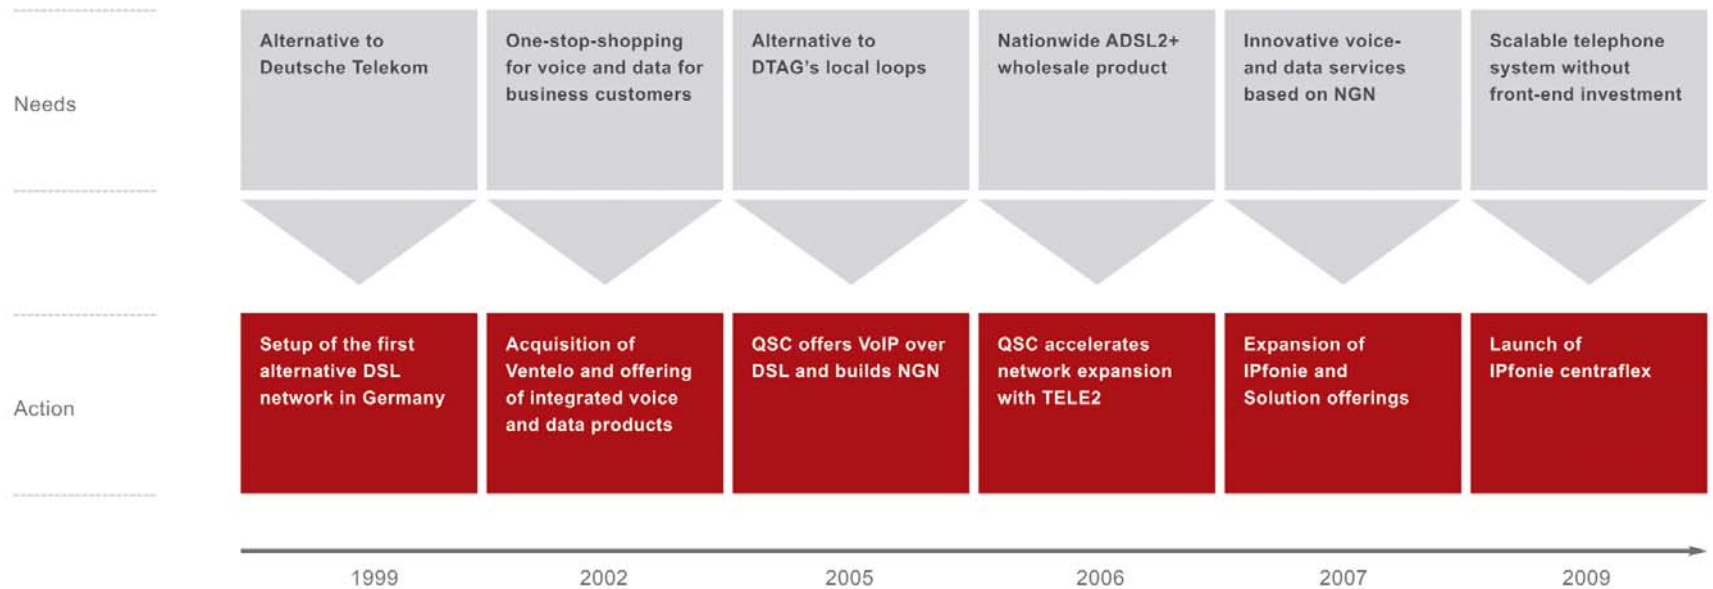 Needs
Alternative to
Deutsche Telekom
One-stop-shopping
for voice and data for
business customers
Alternative to
DTAG's local loops
Nationwide ADSL2+
wholesale product
Innovative voice-
and data services
based on NGN
Scalable telephone
system without
front-end investment
Action
Setup of the first
alternative DSL
network in Germany
Acquisition of
Ventelo and offering
of integrated voice
and data products
QSC offers VoIP over
DSL and builds NGN
QSC accelerates
network expansion
with TELE2
Expansion of
IPfonie and
Solution offerings
Launch of
IPfonie centraflex
1999
2002
2005
2006
2007
2009